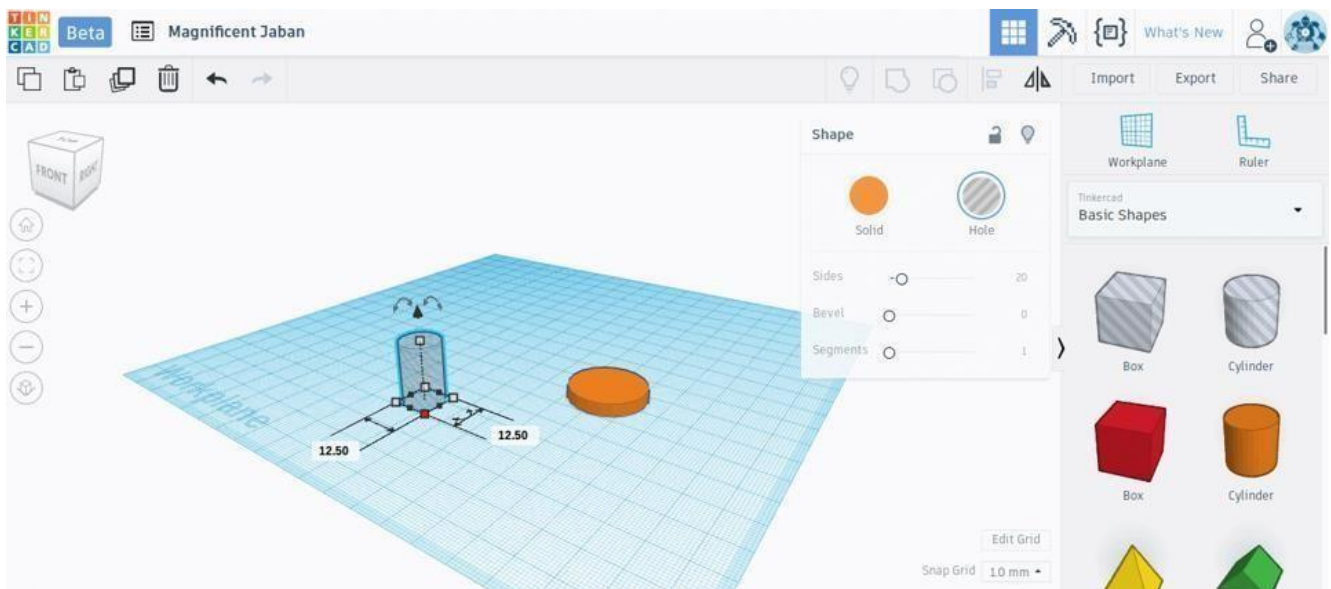 TIN
KER
CAD
Beta
Magnificent Jaban
What's New
Import
Export
Share
FRONT
RIGHT
Shape
Solid
Hole
Sides
20
Bevel
0
Segments
1
Workplane
Ruler
Tinkercad
Basic Shapes
Box
Cylinder
Box
Cylinder
Workplane
12.50
12.50
Edit Grid
Snap Grid
1.0 mm